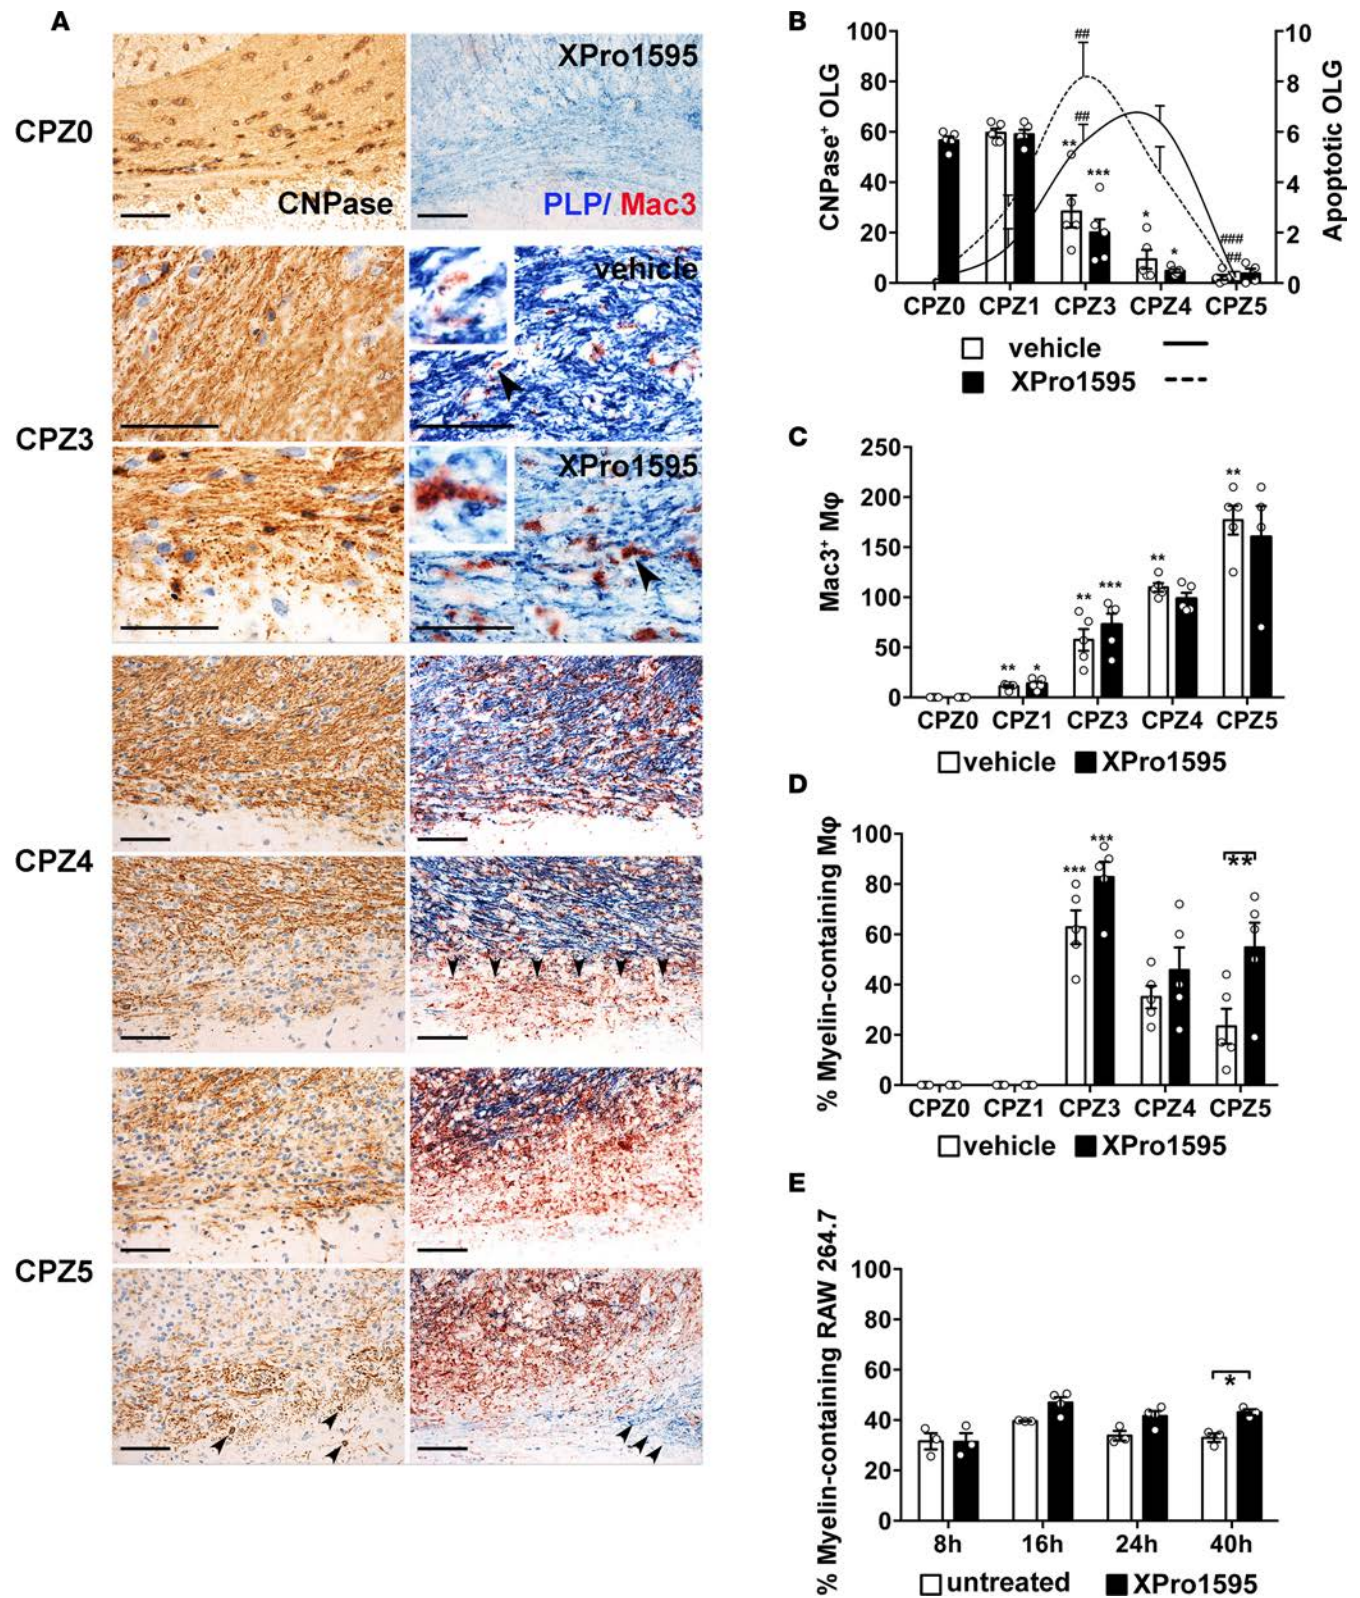 A
CPZ0
CNPase
XPro1595
PLP/ Mac3
CPZ3
vehicle
XPro1595
CPZ4
CPZ5
B
CNPase+ OLG
100
80
60
40
20
0
10
8
6
4
2
0
Apoptotic OLG
##
##
**
***
*
*
###
##
CPZ0 CPZ1 CPZ3 CPZ4 CPZ5
vehicle
XPro1595
C
Mac3+ Mφ
250
200
150
100
50
0
**
*
**
***
**
**
CPZ0 CPZ1 CPZ3 CPZ4 CPZ5
vehicle XPro1595
D
% Myelin-containing Mφ
100
80
60
40
20
0
***
***
**
CPZ0 CPZ1 CPZ3 CPZ4 CPZ5
vehicle XPro1595
E
% Myelin-containing RAW 264.7
100
80
60
40
20
0
*
8h 16h 24h 40h
untreated XPro1595